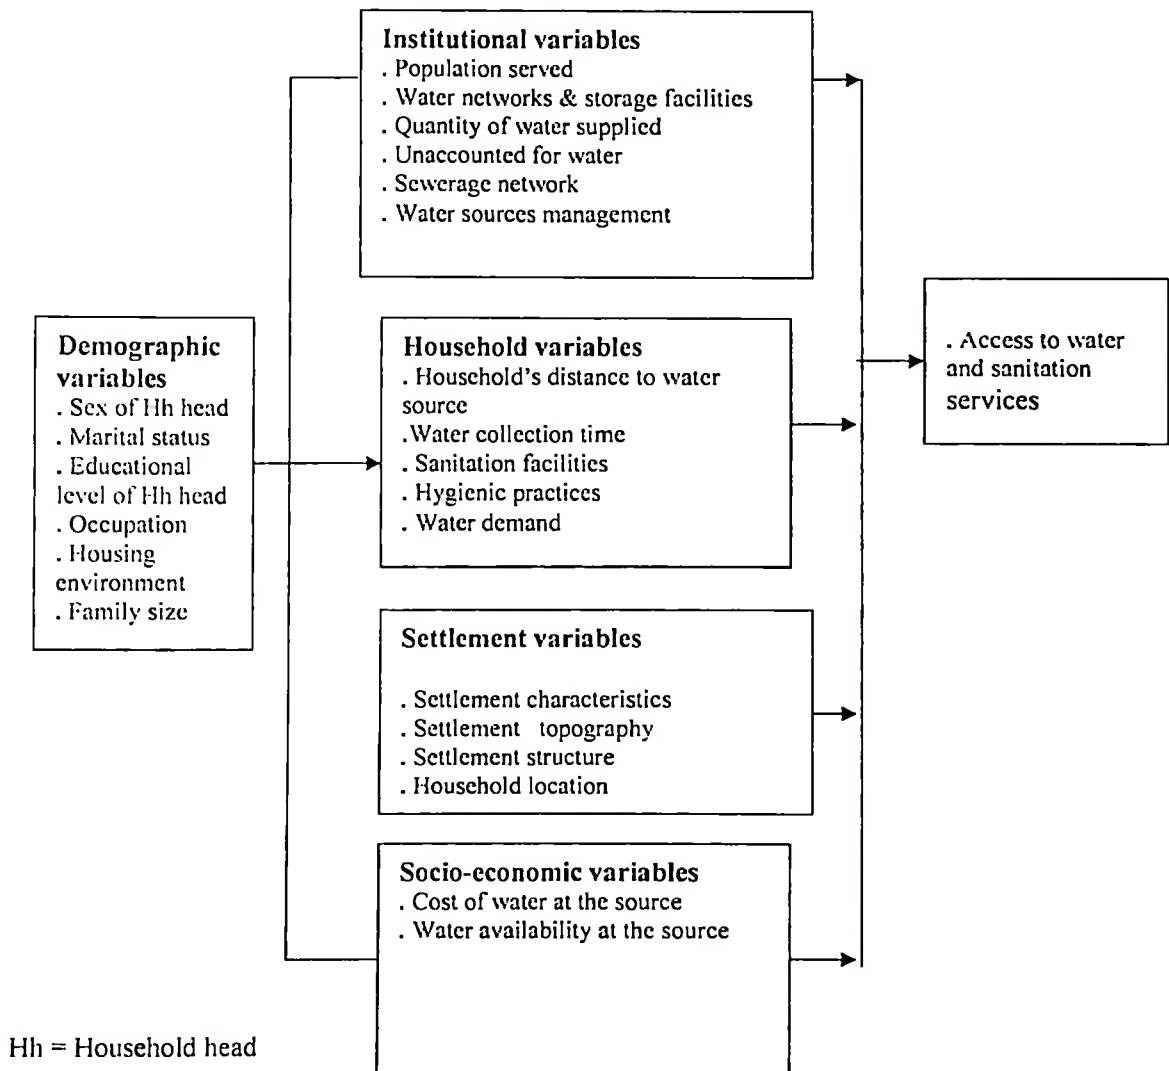 Institutional variables
. Population served
. Water networks & storage facilities
. Quantity of water supplied
. Unaccounted for water
. Sewerage network
. Water sources management
Demographic
variables
. Sex of Hh head
. Marital status
. Educational
level of Hh head
. Occupation
. Housing
environment
. Family size
Household variables
. Household's distance to water
source
.Water collection time
. Sanitation facilities
. Hygienic practices
. Water demand
Settlement variables
. Settlement characteristics
. Settlement topography
. Settlement structure
. Household location
Socio-economic variables
. Cost of water at the source
. Water availability at the source
. Access to water
and sanitation
services
Hh = Household head